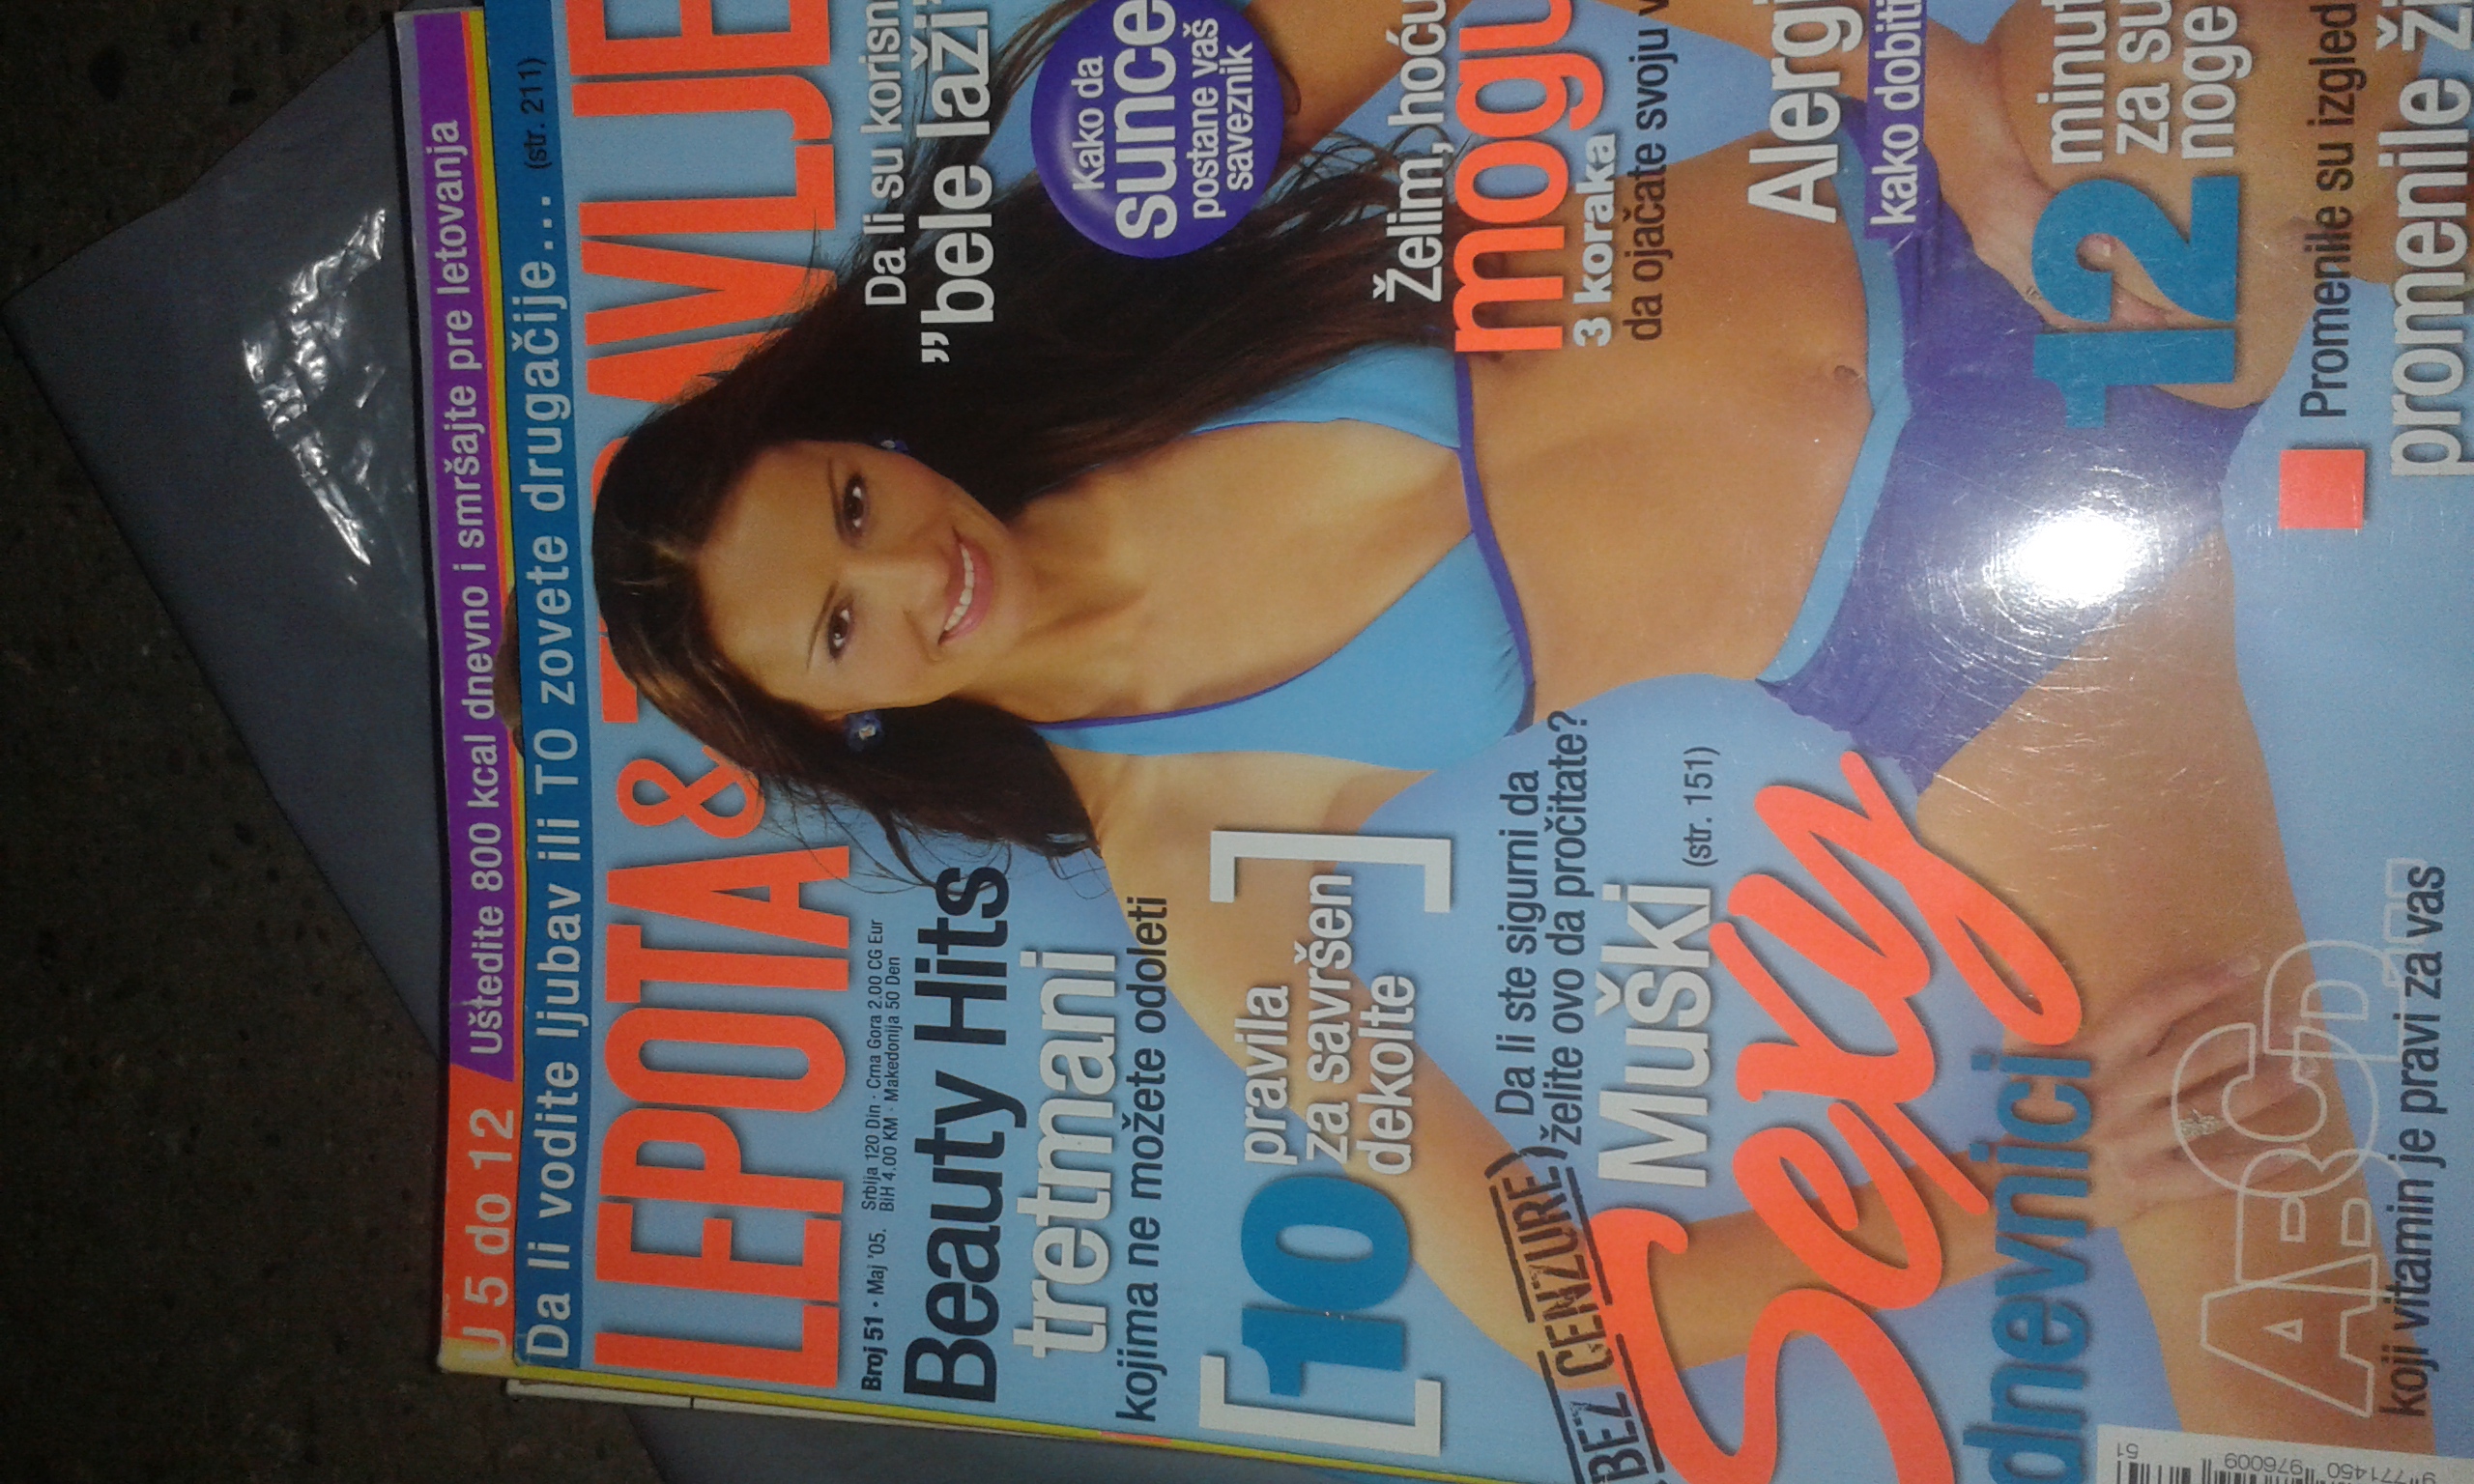 U 5 do 12
uštedite 800 kcal dnevno i smršajte pre letovanja
Da li vodite ljubav ili TO zovete drugačije... (str. 211)
LEPOTA &
Broj 51 • Maj '05.
Srbija 120 Din · Crna Gora 2.00 CG Eur
BiH 4.00 KM · Makedonija 50 Den
Beauty Hits
tretmani
kojima ne možete odoleti
[10 pravila
za savršen
dekolte]
(BEZ CENZURE)
Da li ste sigurni da
želite ovo da pročitate?
Muški (str. 151)
Sexy
dnevnici
ABCDE
koji vitamin je pravi za vas
51
9 771450 976009
Da li su
"bele laži
Kako da
sunce
postane vaš
saveznik
Želim, hoću
3 koraka
da ojačate svoju
kako dobiti
12
za
noge
Promenile su izgled
promenile